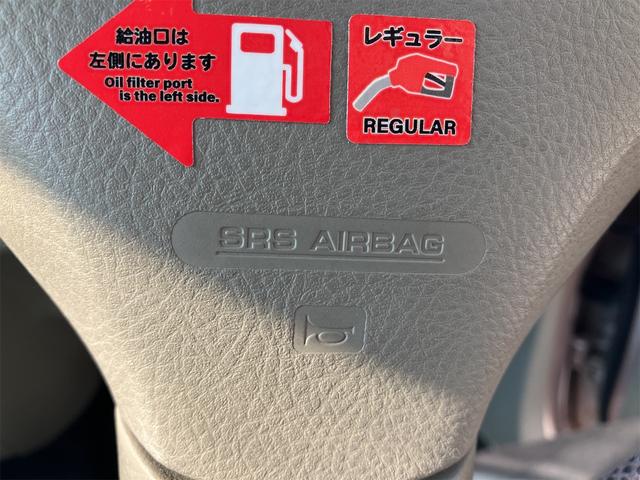 給油口は
左側にあります
Oil filter port
is the left side.
レギュラー
REGULAR
SRS AIRBAG